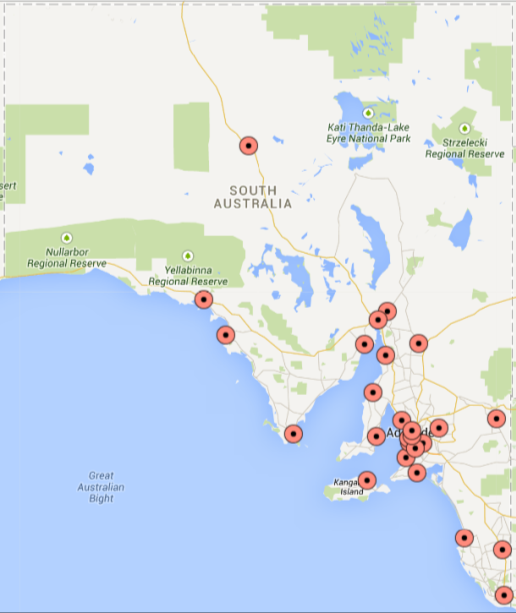 Kati Thanda-Lake
Eyre National Park
Strzelecki
Regional Reserve
sert
e
SOUTH
AUSTRALIA
Nullarbor
Regional Reserve
Yellabinna
Regional Reserve
Great
Australian
Bight
Island